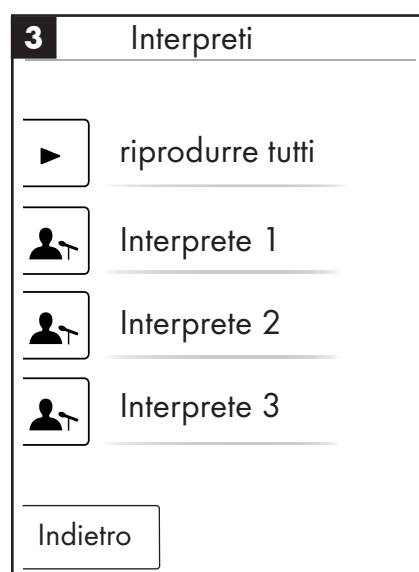 3 Interpreti
riprodurre tutti
Interprete 1
Interprete 2
Interprete 3
Indietro